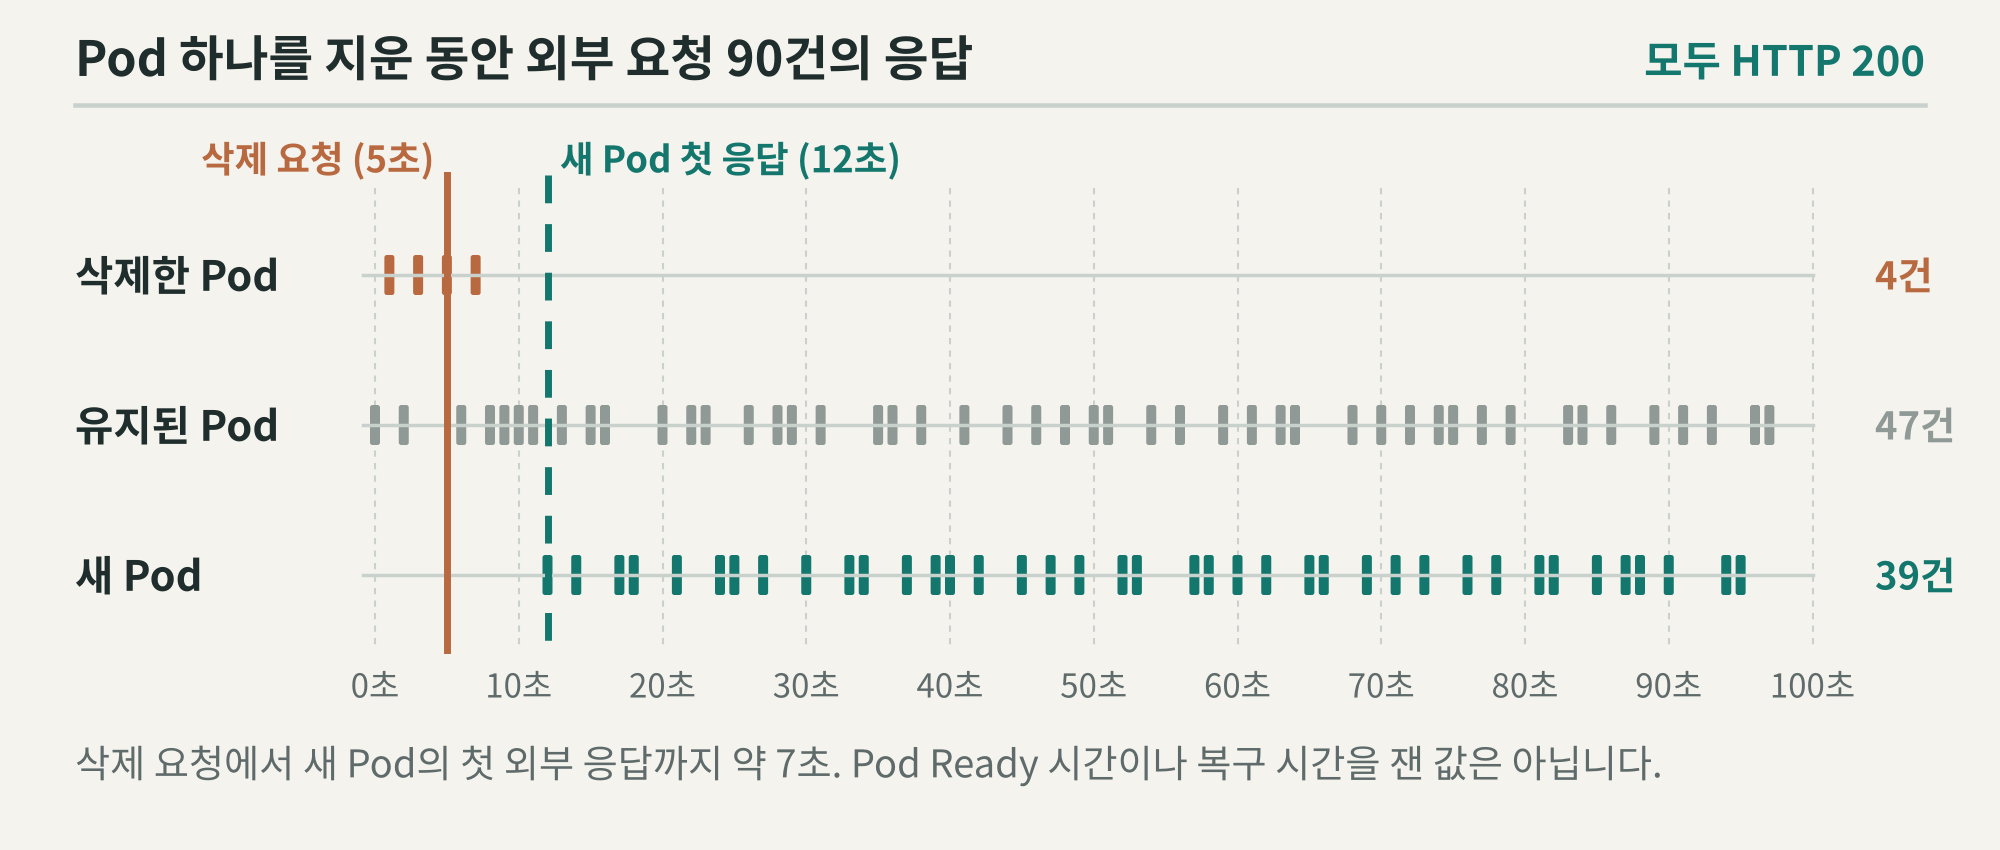 Pod 하나를 지운 동안 외부 요청 90건의 응답
모두 HTTP 200
삭제 요청 (5초)
새 Pod 첫 응답 (12초)
삭제한 Pod
4건
유지된 Pod
47건
새 Pod
39건
0초 10초 20초 30초 40초 50초 60초 70초 80초 90초 100초
삭제 요청에서 새 Pod의 첫 외부 응답까지 약 7초. Pod Ready 시간이나 복구 시간을 잰 값은 아닙니다.